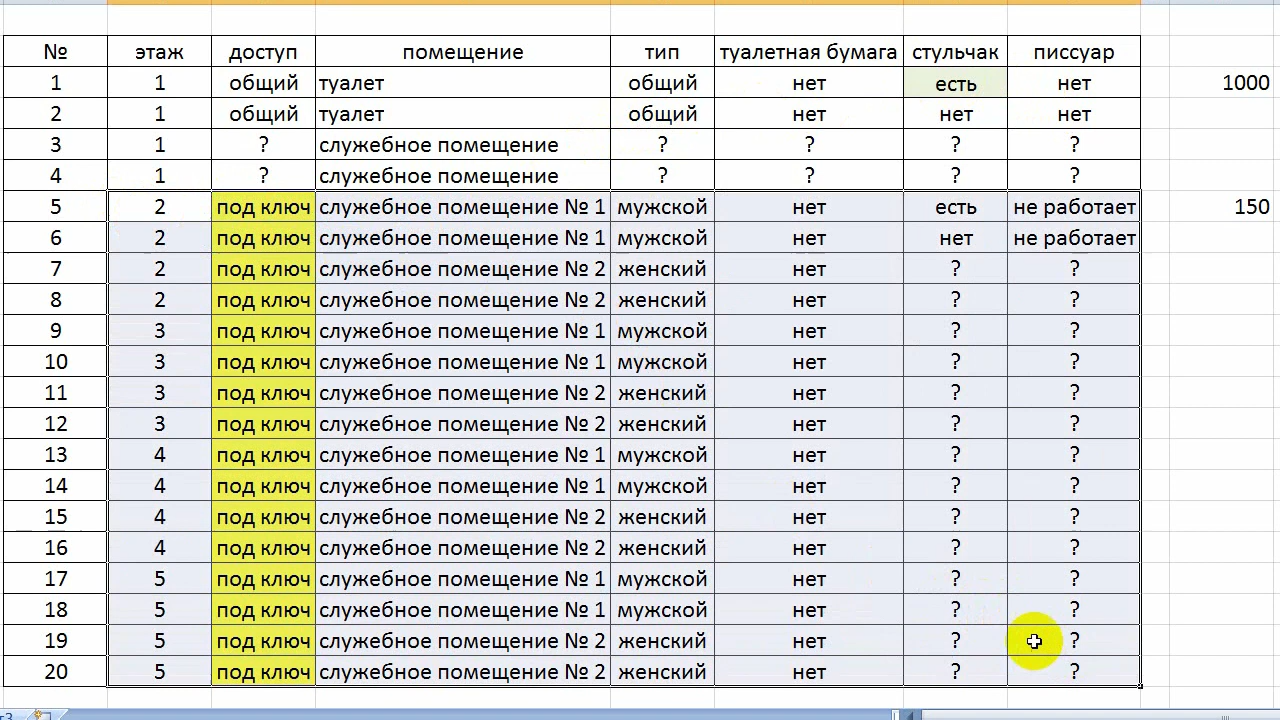 № этаж доступ помещение тип туалетная бумага стульчак писсуар
1 1 общий туалет общий нет есть нет 1000
2 1 общий туалет общий нет нет нет
3 1 ? служебное помещение ? ? ? ?
4 1 ? служебное помещение ? ? ? ?
5 2 под ключ служебное помещение № 1 мужской нет есть не работает 150
6 2 под ключ служебное помещение № 1 мужской нет нет не работает
7 2 под ключ служебное помещение № 2 женский нет ? ?
8 2 под ключ служебное помещение № 2 женский нет ? ?
9 3 под ключ служебное помещение № 1 мужской нет ? ?
10 3 под ключ служебное помещение № 1 мужской нет ? ?
11 3 под ключ служебное помещение № 2 женский нет ? ?
12 3 под ключ служебное помещение № 2 женский нет ? ?
13 4 под ключ служебное помещение № 1 мужской нет ? ?
14 4 под ключ служебное помещение № 1 мужской нет ? ?
15 4 под ключ служебное помещение № 2 женский нет ? ?
16 4 под ключ служебное помещение № 2 женский нет ? ?
17 5 под ключ служебное помещение № 1 мужской нет ? ?
18 5 под ключ служебное помещение № 1 мужской нет ? ?
19 5 под ключ служебное помещение № 2 женский нет ? ?
20 5 под ключ служебное помещение № 2 женский нет ? ?